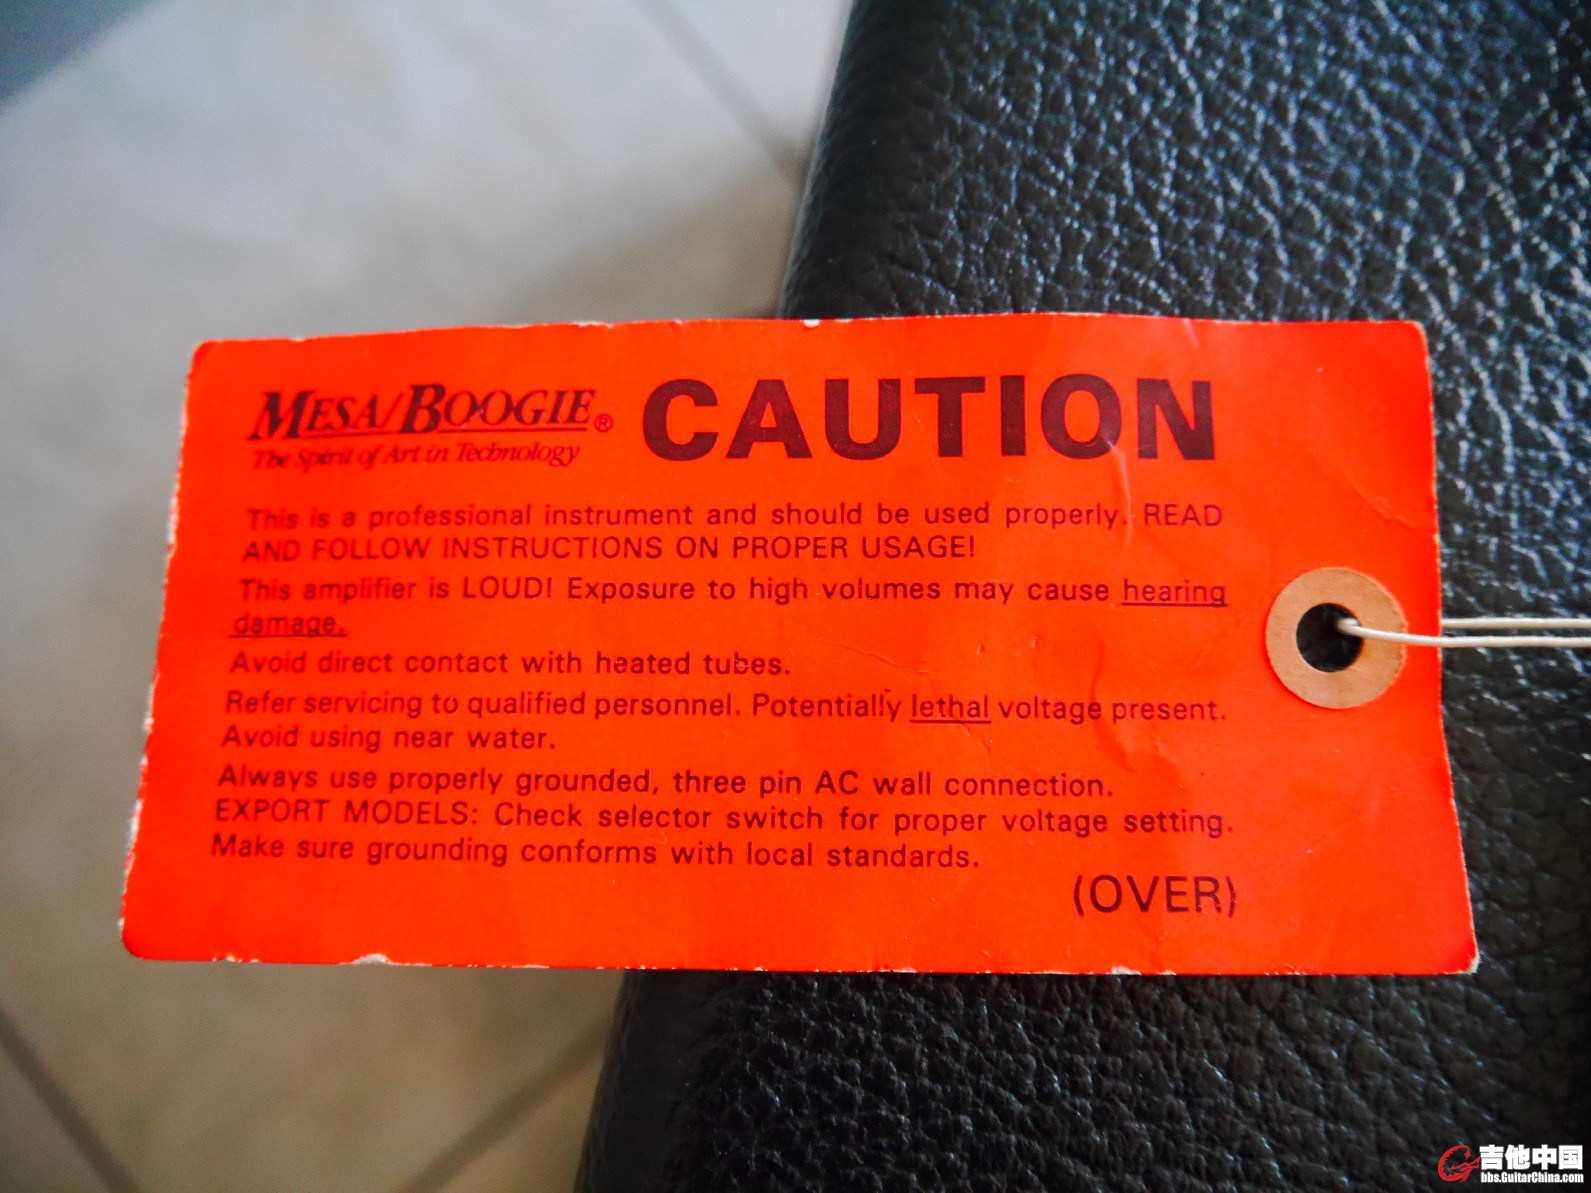 MESA/BOOGIE® CAUTION
The Spirit of Art in Technology
This is a professional instrument and should be used properly. READ
AND FOLLOW INSTRUCTIONS ON PROPER USAGE!
This amplifier is LOUD! Exposure to high volumes may cause hearing
damage.
Avoid direct contact with heated tubes.
Refer servicing to qualified personnel. Potentially lethal voltage present.
Avoid using near water.
Always use properly grounded, three pin AC wall connection.
EXPORT MODELS: Check selector switch for proper voltage setting.
Make sure grounding conforms with local standards.
(OVER)
吉他中国
bbs.GuitarChina.com